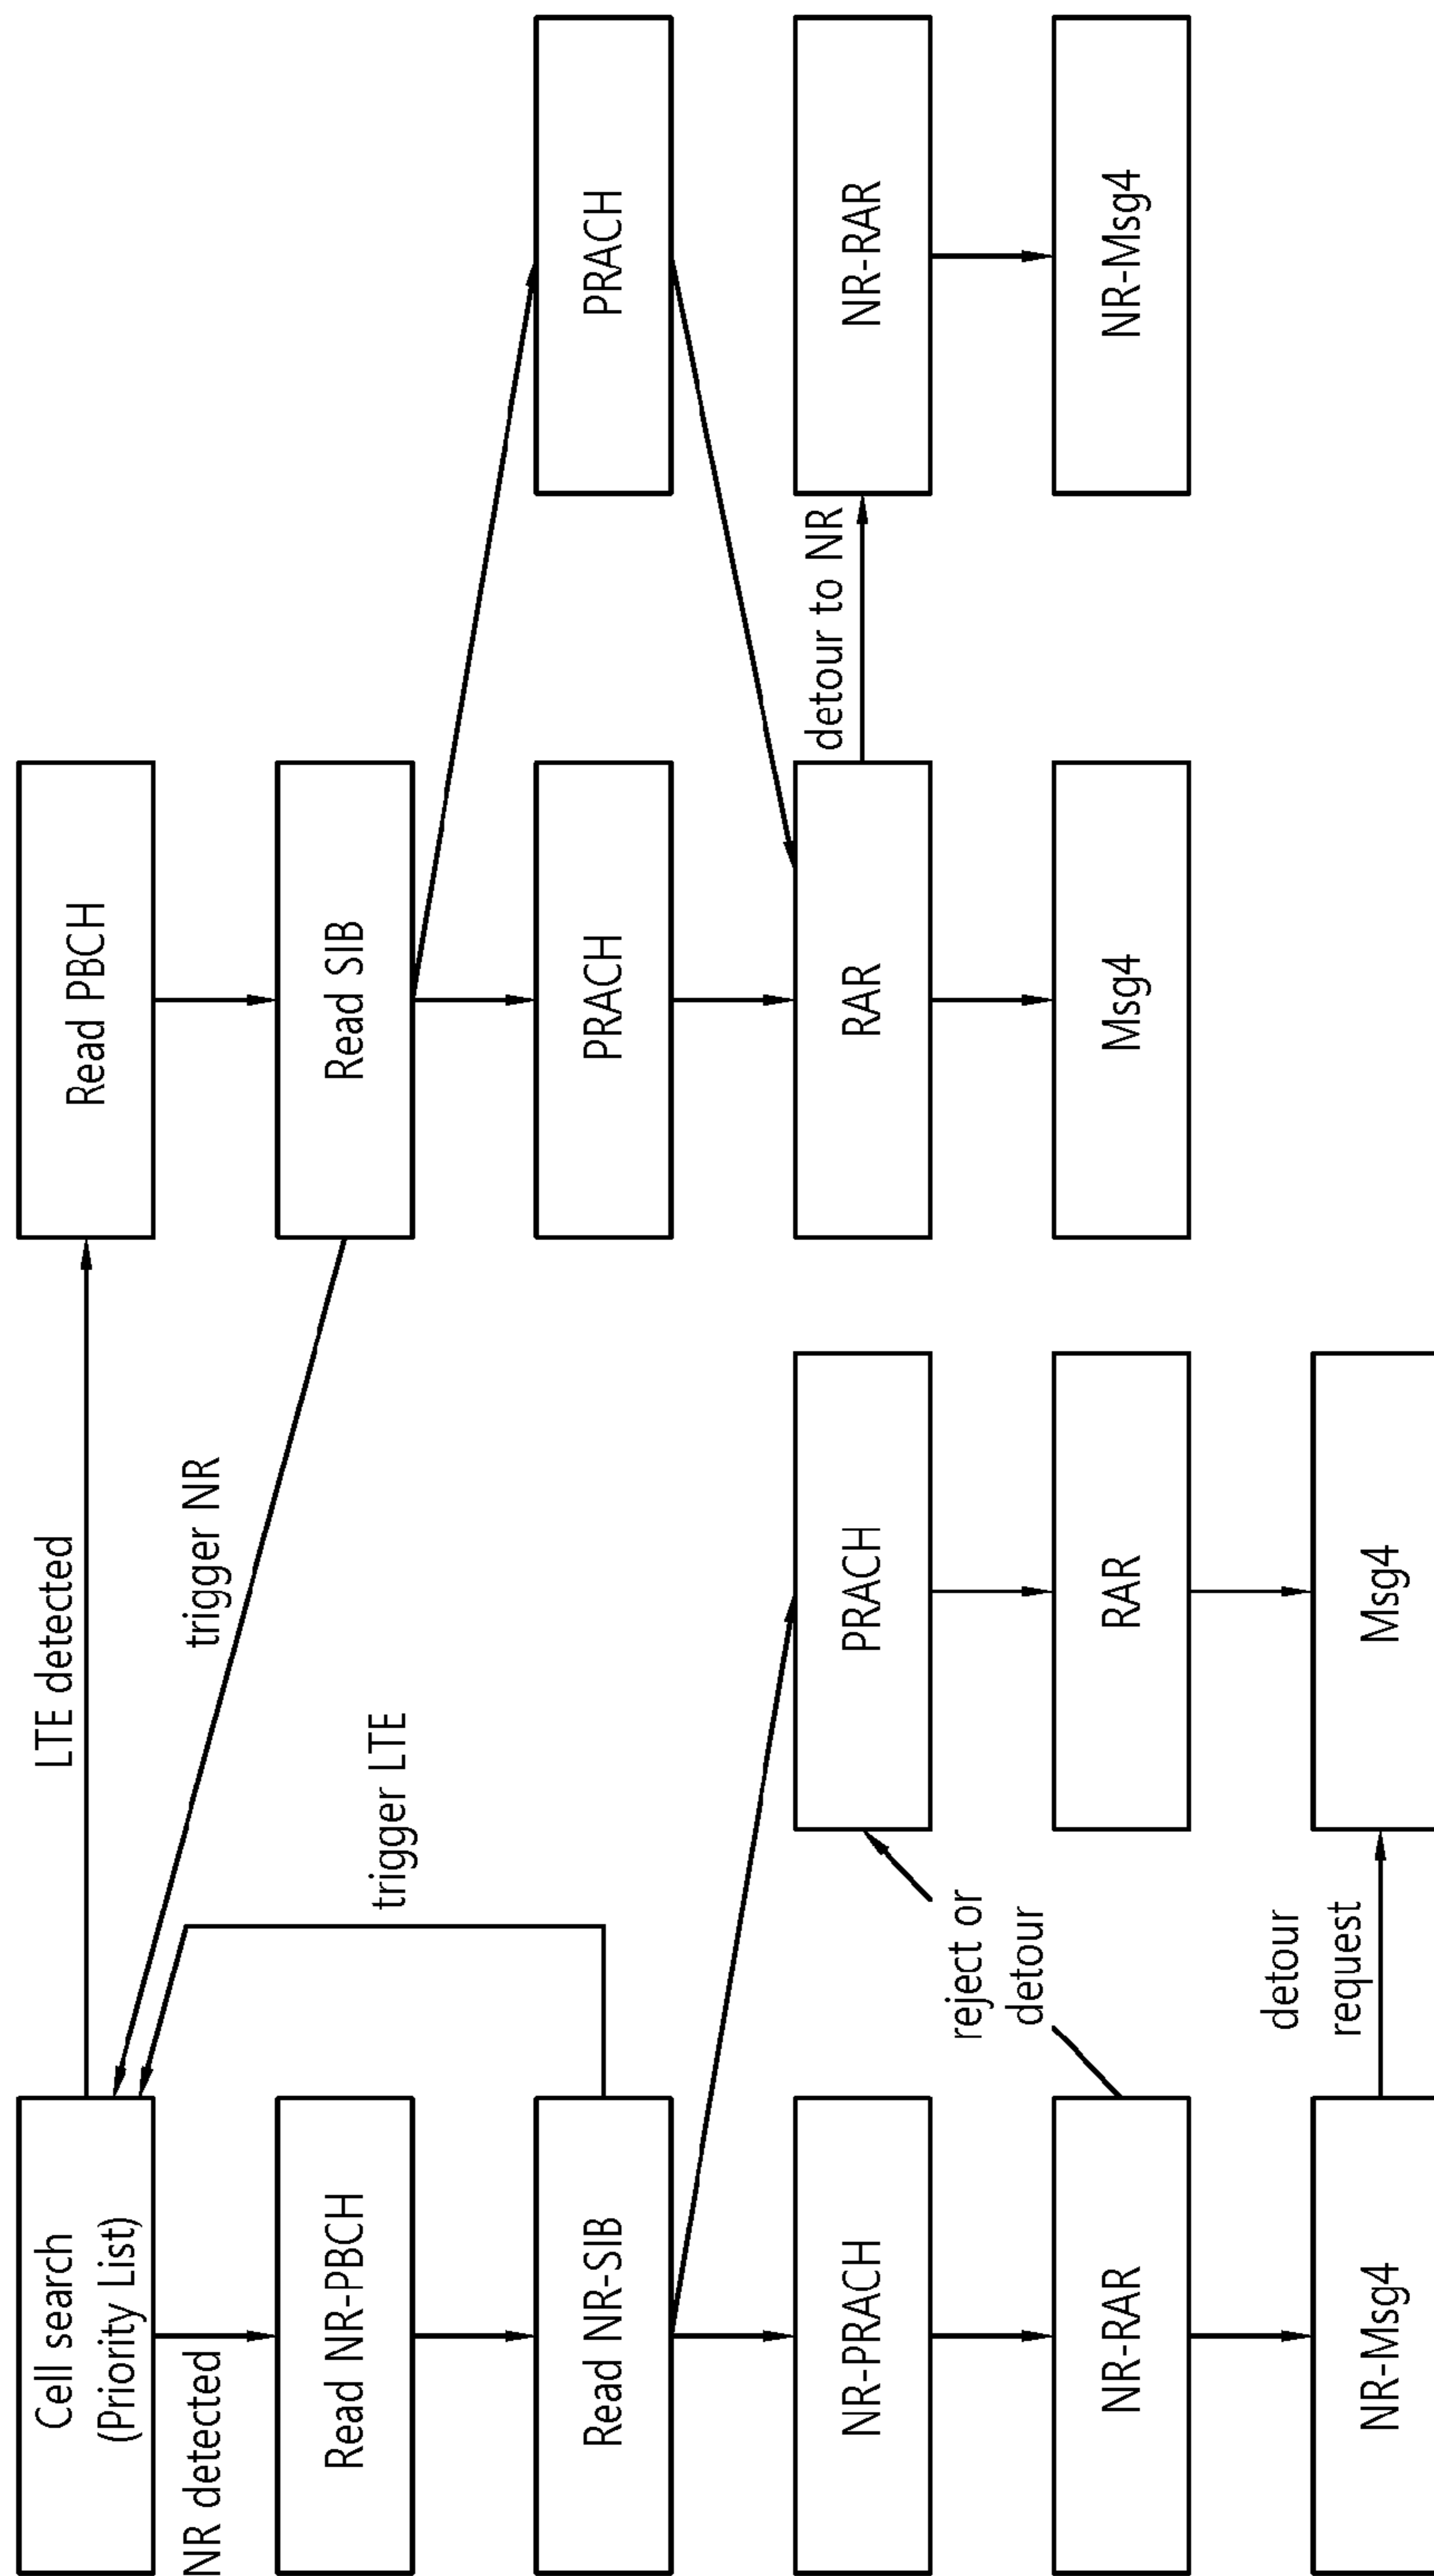 Cell search
(Priority List)
LTE detected
Read PBCH
NR detected
trigger NR
Read NR-PBCH
Read SIB
trigger LTE
Read NR-SIB
PRACH
PRACH
detour to NR
NR-PRACH
PRACH
RAR
NR-RAR
reject or
detour
NR-RAR
RAR
Msg4
NR-Msg4
detour
request
NR-Msg4
Msg4